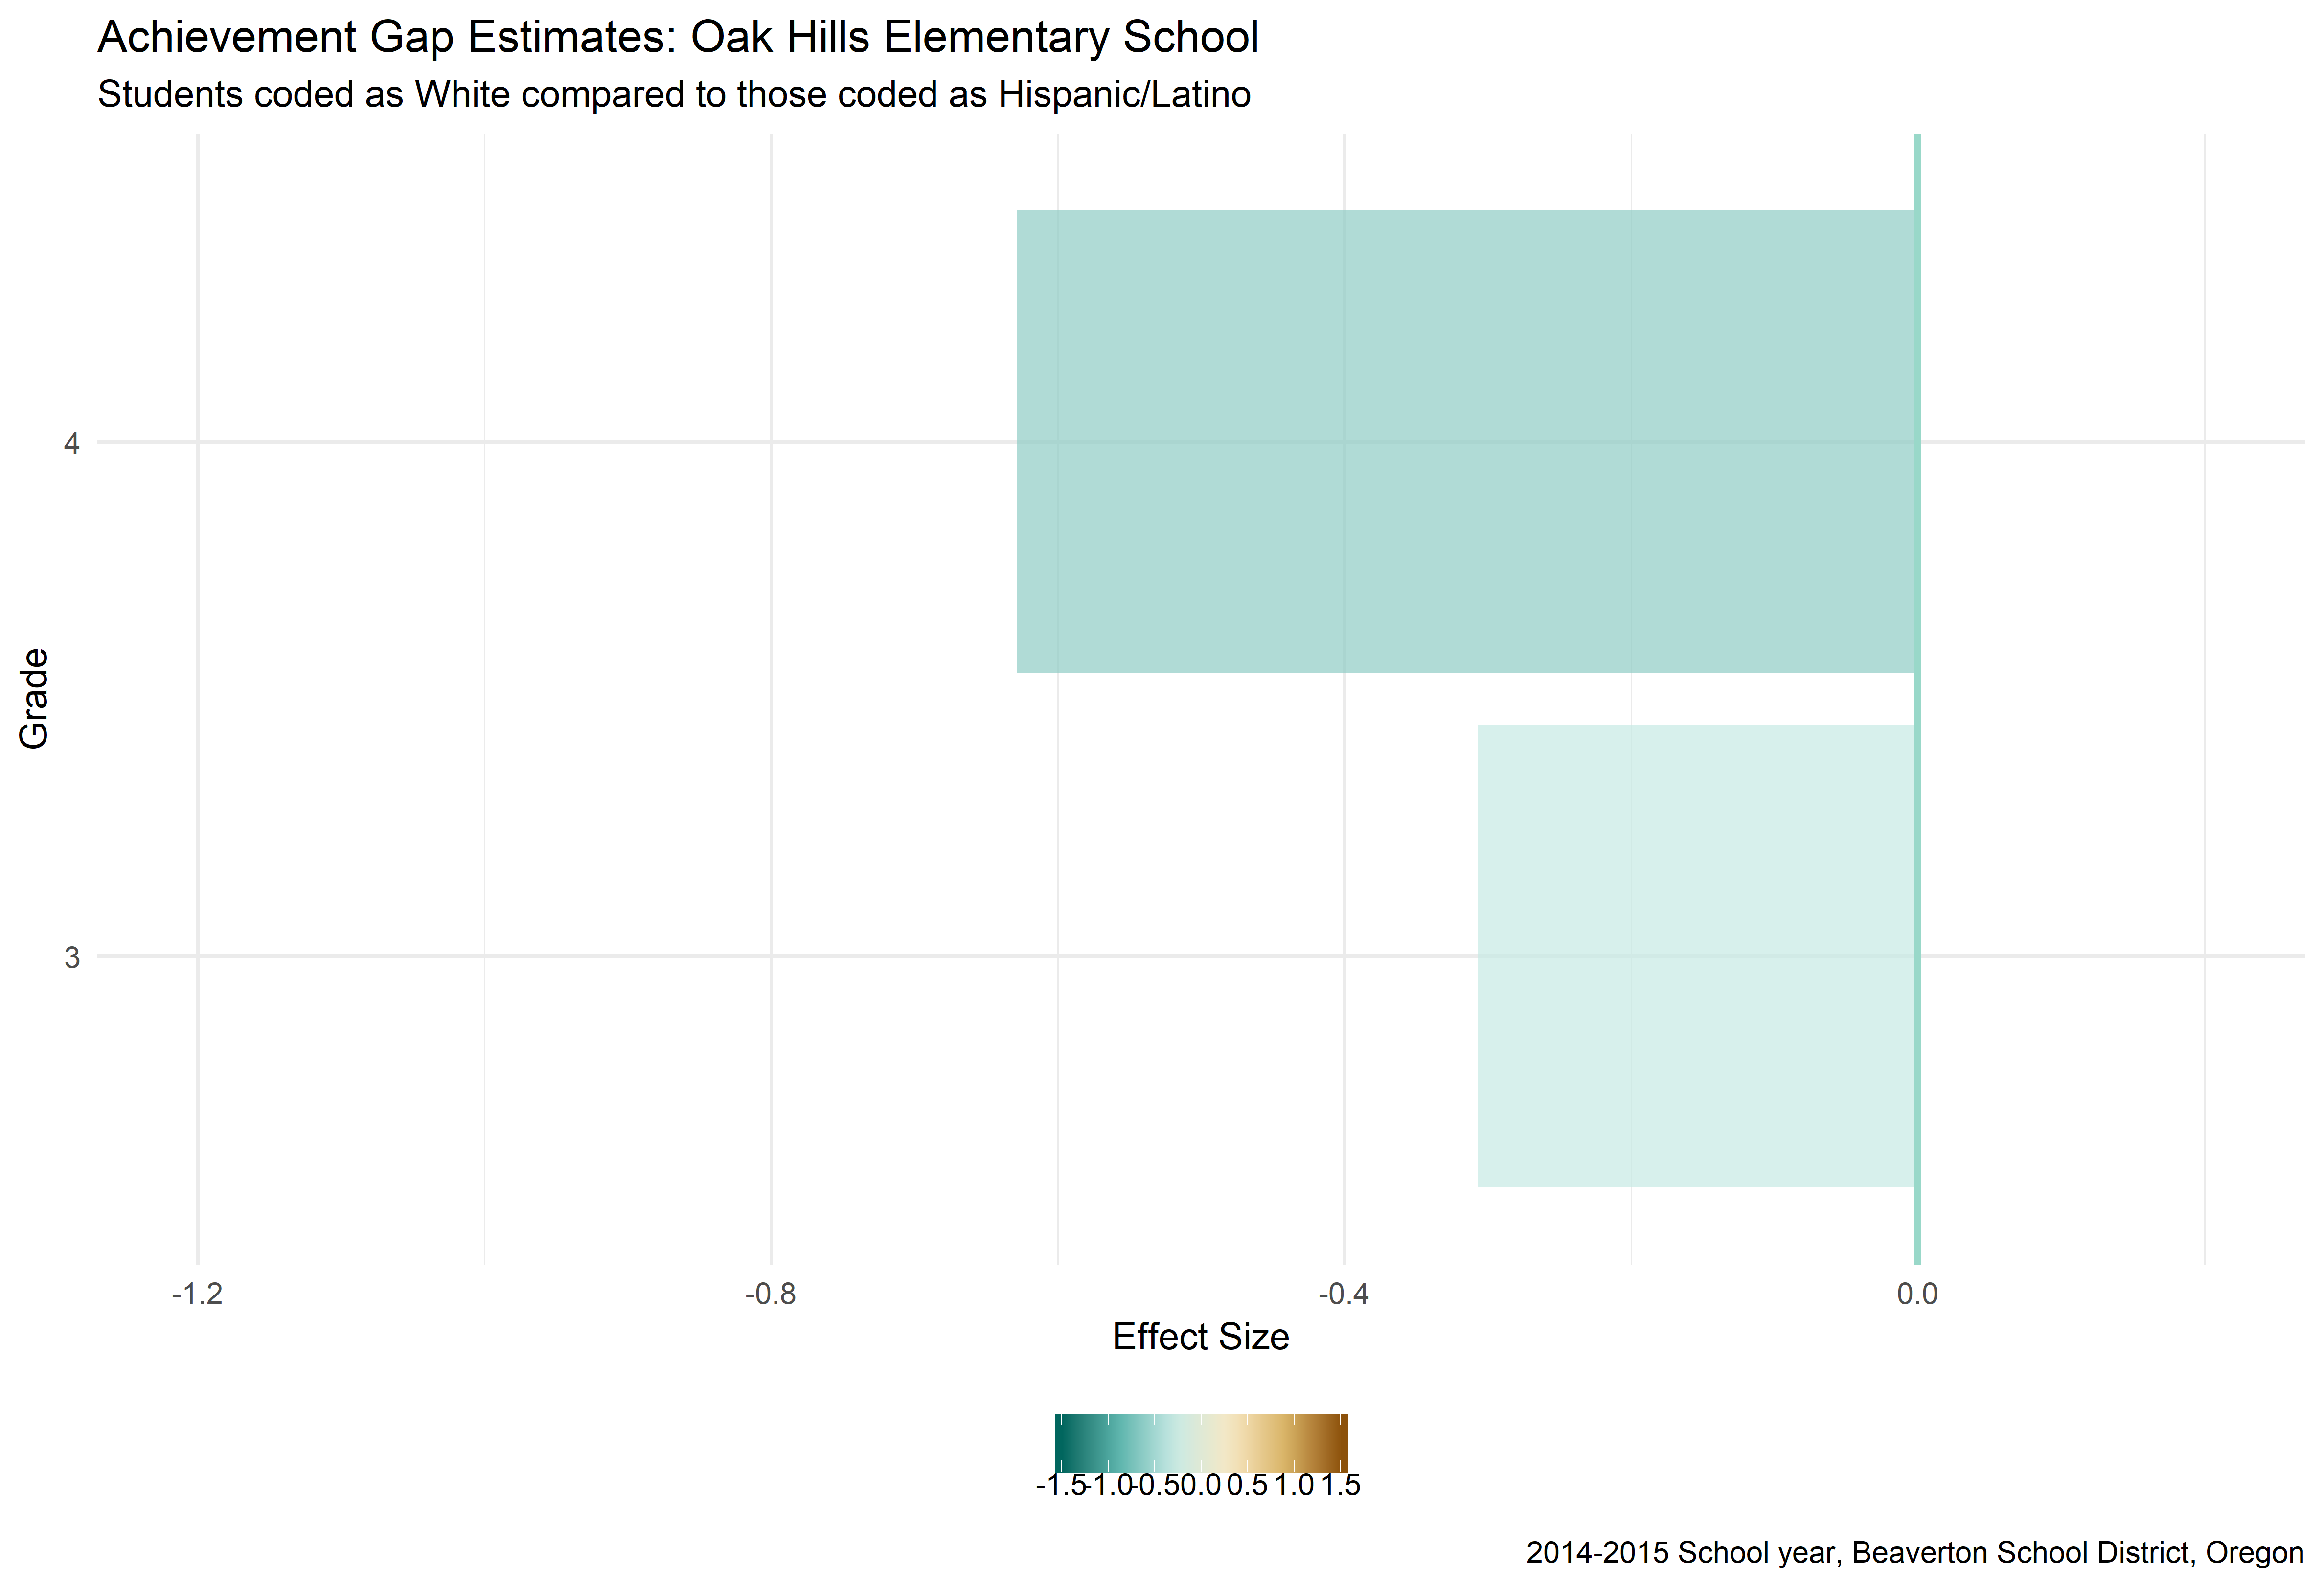 Achievement Gap Estimates: Oak Hills Elementary School
Students coded as White compared to those coded as Hispanic/Latino
Grade
4
3
-1.2 -0.8 -0.4 0.0
Effect Size
-1.5 -1.0 -0.5 0.0 0.5 1.0 1.5
2014-2015 School year, Beaverton School District, Oregon